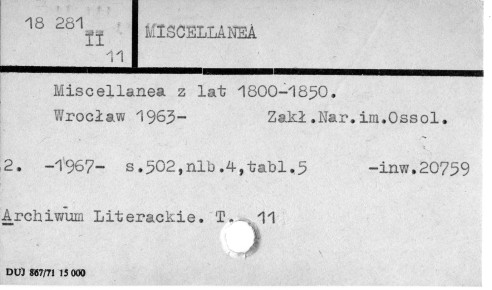 18 281 II 11 MISCELLANEA
Miscellanea z lat 1800-1850.
Wrocław 1963- Zakł.Nar.im.Ossol.
2. -1967- s.502,nlb.4,tabl.5 -inw.20759
Archiwum Literackie. T. 11
DUJ 867/71 15 000